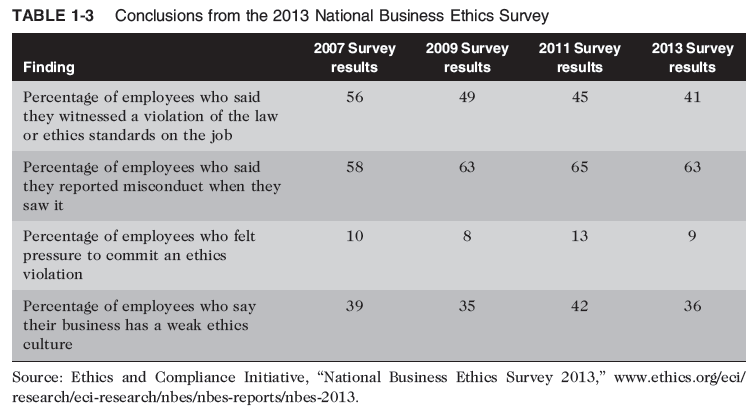 TABLE 1-3 Conclusions from the 2013 National Business Ethics Survey
Finding 2007 Survey results 2009 Survey results 2011 Survey results 2013 Survey results
Percentage of employees who said
they witnessed a violation of the law
or ethics standards on the job
56 49 45 41
Percentage of employees who said
they reported misconduct when they
saw it
58 63 65 63
Percentage of employees who felt
pressure to commit an ethics
violation
10 8 13 9
Percentage of employees who say
their business has a weak ethics
culture
39 35 42 36
Source: Ethics and Compliance Initiative, “National Business Ethics Survey 2013,” www.ethics.org/eci/
research/eci-research/nbes/nbes-reports/nbes-2013.